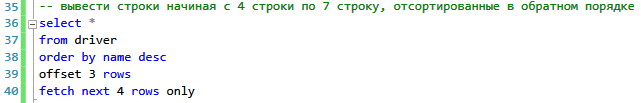 35 -- вывести строки начиная с 4 строки по 7 строку, отсортированные в обратном порядке
36 select *
37 from driver
38 order by name desc
39 offset 3 rows
40 fetch next 4 rows only